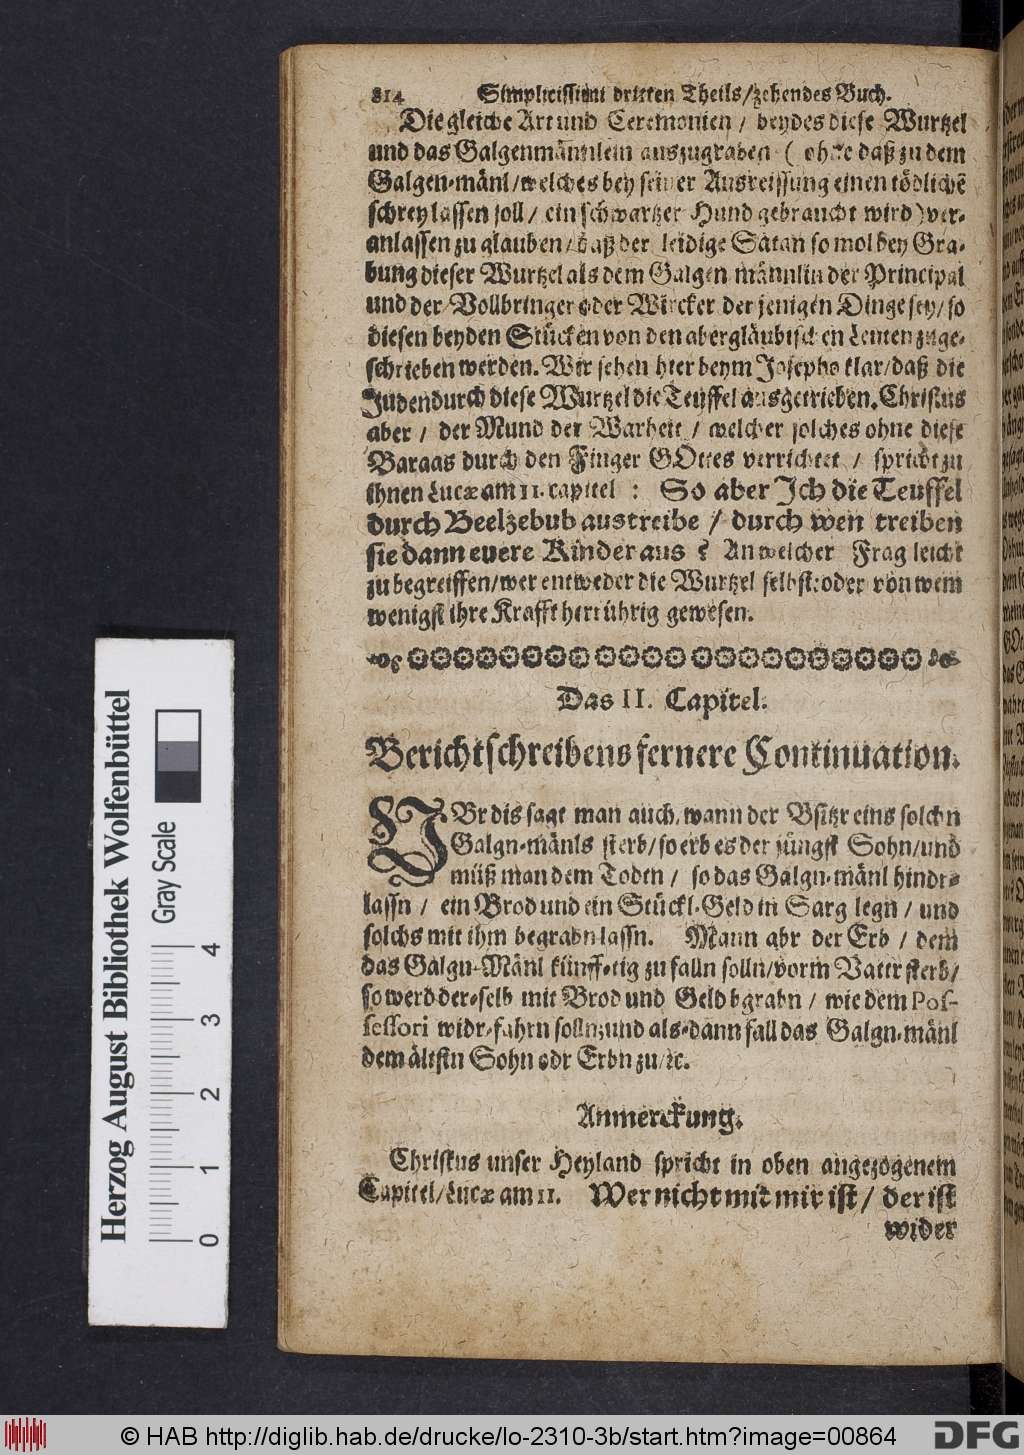 814 Simplicissimi dritten Theils/zehendes Buch.
Die gleiche Art und Ceremonien / beydes diese Wurtzel
und das Galgenmännlein auszugraben ( ohne daß zu dem
Galgen-mänl/welches bey seiner Ausreissung einen tödlichẽ
schrey lassen soll / ein schwartzer Hund gebraucht wird) ver-
anlassen zu glauben / daß der leidige Satan so wol bey Gra-
bung dieser Wurtzel als dem Galgen männlin der Principal
und der Vollbringer oder Wircker der jenigen Dinge sey/ so
diesen beyden Stücken von den abergläubischen Leuten zuge-
schrieben werden. Wir sehen hier beym Josepho klar/daß die
Juden durch diese Wurtzel die Teuffel ausgetrieben. Christus
aber / der Mund der Warheit / welcher solches ohne diese
Baraas durch den Finger GOttes verrichtet / spricht zu
ihnen Lucæ am 11. capitel : So aber Ich die Teuffel
durch Beelzebub austreibe / durch wen treiben
sie dann euere Kinder aus ? An welcher Frag leicht
zu begreiffen/wer entweder die Wurtzel selbst: oder von wem
wenigst ihre Krafft herrührig gewesen.
Das II. Capitel.
Berichtschreibens fernere Continuation.
UBr dis sagt man auch, wann der Bsitzr eins solchn
Galgn-mänls sterb/so erb es der jüngst Sohn/und
müß man dem Todtn / so das Galgn-mänl hindr-
lassn / ein Brod und ein Stückl-Geld in Sarg legn / und
solchs mit ihm begrabn lassn. Wann abr der Erb / dem
das Galgn-Mänl künff-tig zu falln solln/vorm Vattr sterb/
so werd der-selb mit Brod und Geld bgrabn / wie dem Pos-
sessori widr-fahrn solln; und als-dann fall das Galgn-mänl
dem ältstn Sohn odr Erbn zu/ꝛc.
Anmerckung.
Christus unser Heyland spricht in oben angezogenem
Capitel/Lucæ am 11. Wer nicht mit mir ist / der ist
wider
Herzog August Bibliothek Wolfenbüttel
Gray Scale
0 1 2 3 4
© HAB http://diglib.hab.de/drucke/lo-2310-3b/start.htm?image=00864
DFG